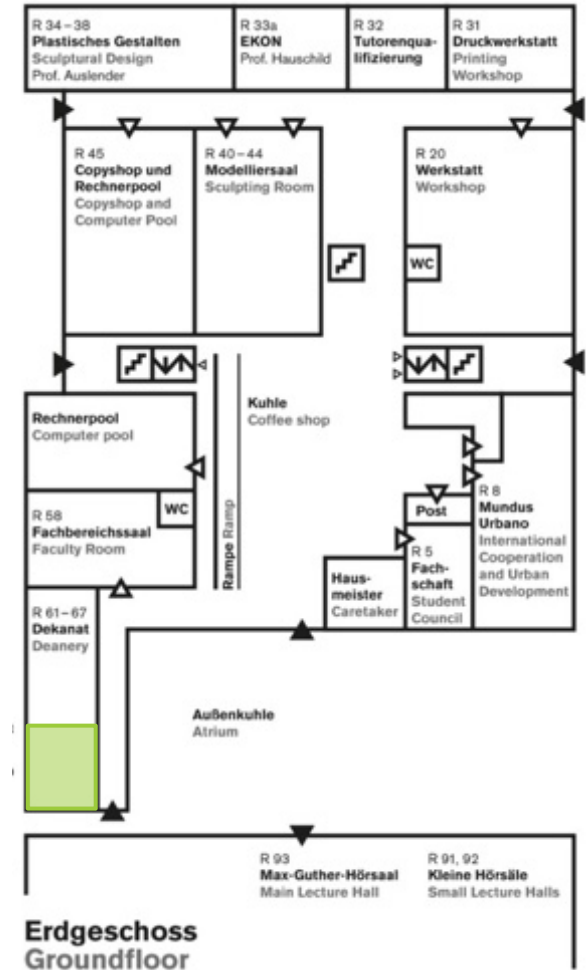 R 34–38
Plastisches Gestalten
Sculptural Design
Prof. Auslender
R 33a
EKON
Prof. Hauschild
R 32
Tutorenqua-
lifizierung
R 31
Druckwerkstatt
Printing
Workshop
R 45
Copyshop und
Rechnerpool
Copyshop and
Computer Pool
R 40–44
Modelliersaal
Sculpting Room
R 20
Werkstatt
Workshop
WC
Rechnerpool
Computer pool
Kuhle
Coffee shop
Rampe Ramp
R 58
Fachbereichssaal
Faculty Room
WC
Post
R 8
Mundus
Urbano
International
Cooperation
and Urban
Development
R 5
Fach-
schaft
Student
Council
Haus-
meister
Caretaker
R 61–67
Dekanat
Deanery
Außenkuhle
Atrium
R 93
Max-Guther-Hörsaal
Main Lecture Hall
R 91, 92
Kleine Hörsäle
Small Lecture Halls
Erdgeschoss
Groundfloor